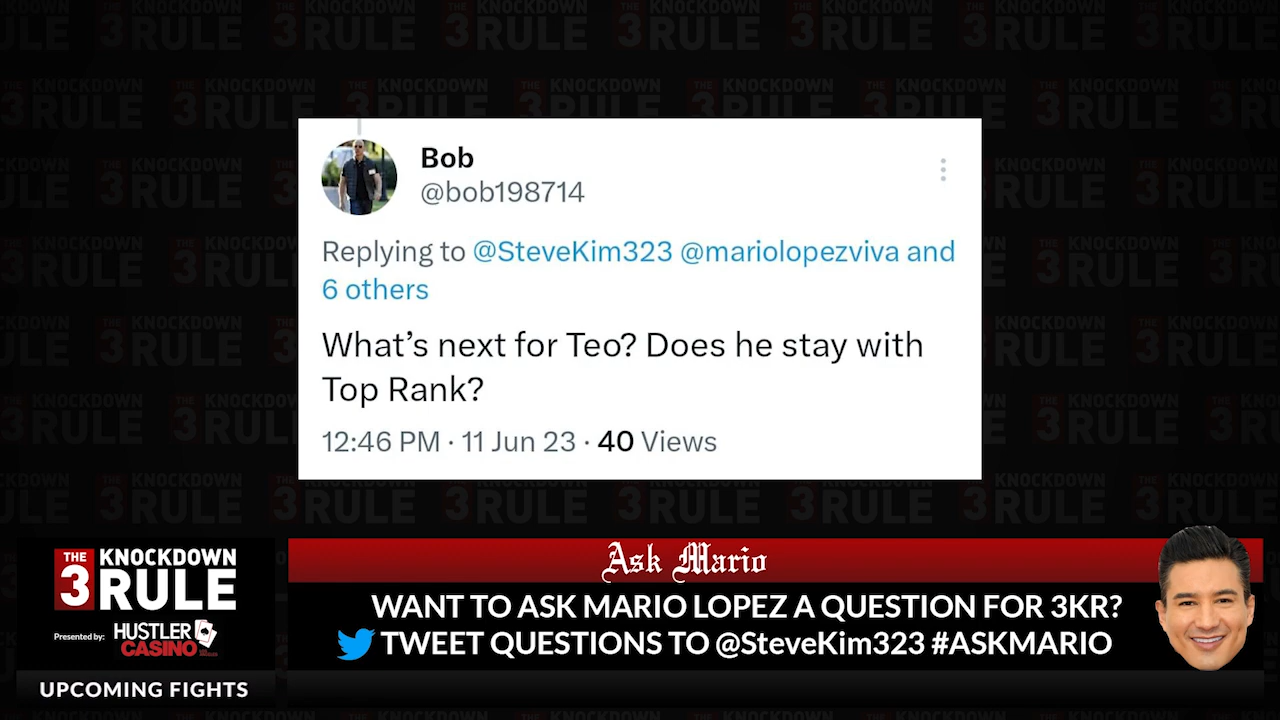 Bob
@bob198714
Replying to @SteveKim323 @mariolopezviva and
6 others
What’s next for Teo? Does he stay with
Top Rank?
12:46 PM · 11 Jun 23 · 40 Views
THE
3 KNOCKDOWN
RULE
Presented by: HUSTLER
CASINO
UPCOMING FIGHTS
Ask Mario
WANT TO ASK MARIO LOPEZ A QUESTION FOR 3KR?
TWEET QUESTIONS TO @SteveKim323 #ASKMARIO